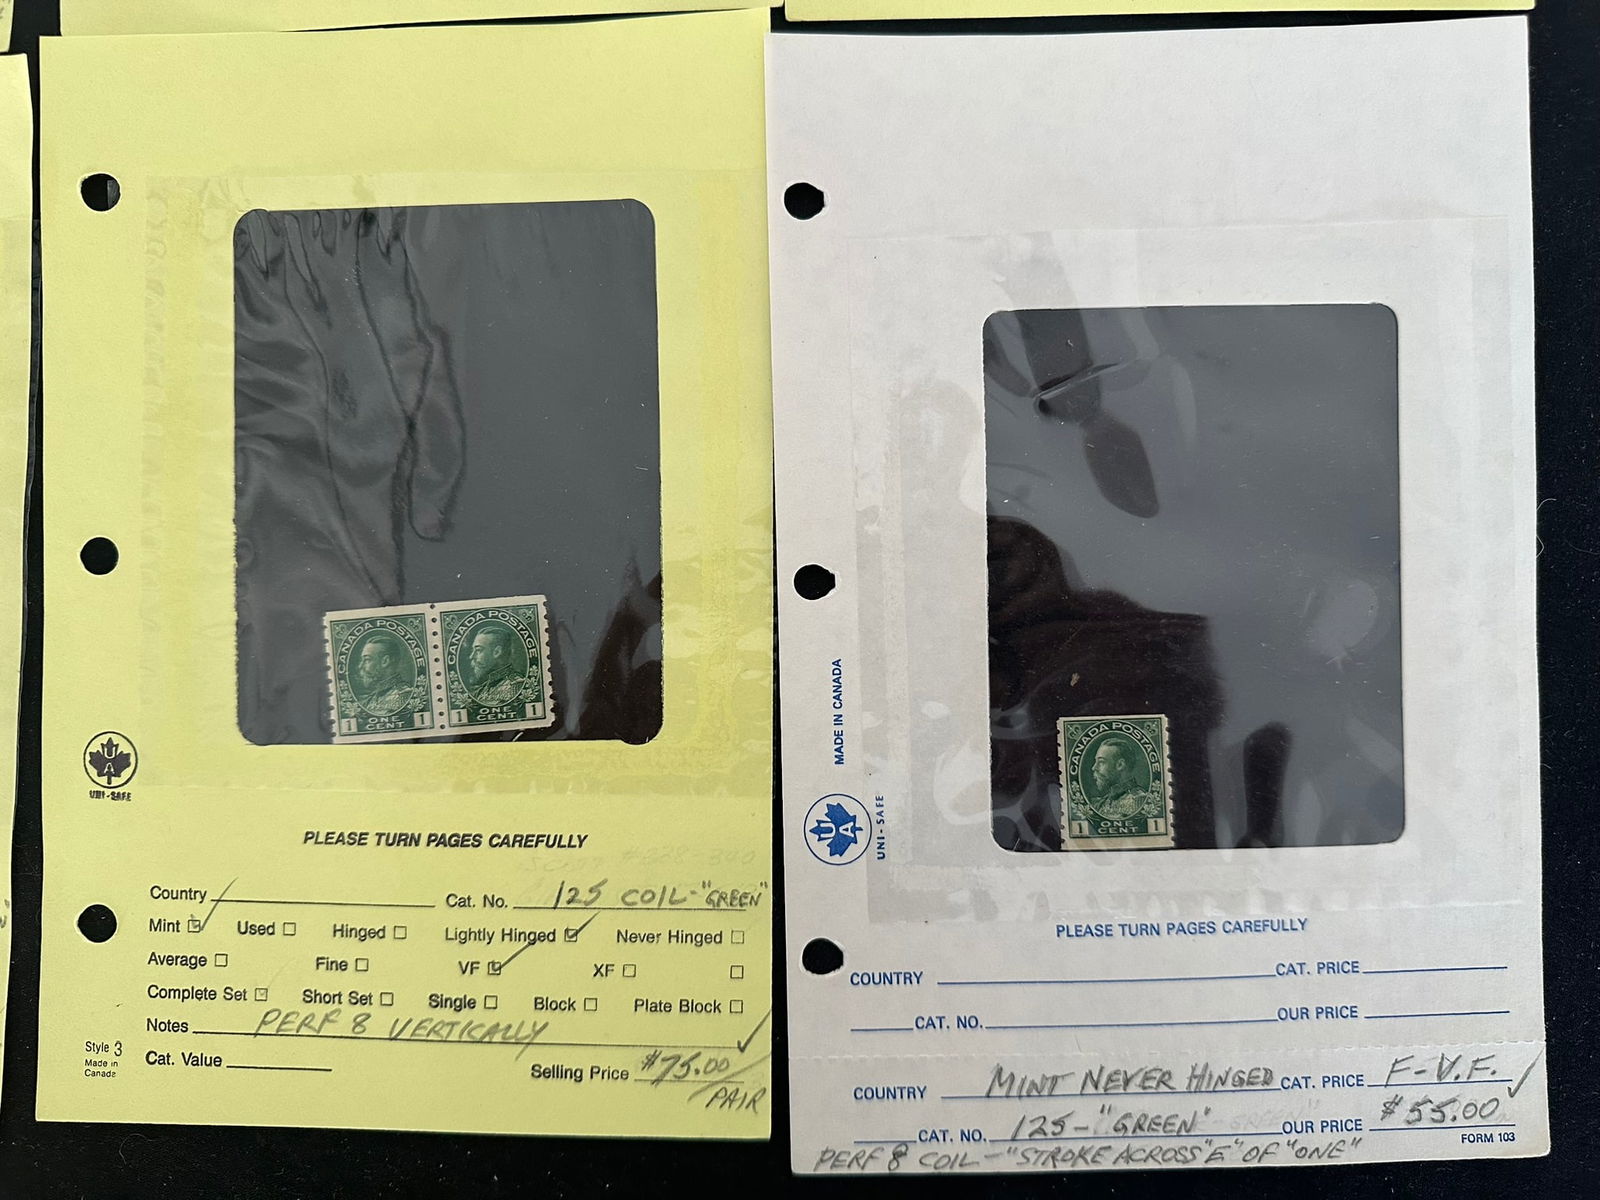 CANADA POSTAGE
CANADA POSTAGE
1 ONE CENT 1
1 ONE CENT 1
UA
UNI-SAFE
PLEASE TURN PAGES CAREFULLY
Country
Cat. No. 125 COIL-"GREEN"
Mint Used Hinged Lightly Hinged Never Hinged
Average Fine VF XF
Complete Set Short Set Single Block Plate Block
Notes PERF 8 VERTICALLY
Style 3
Made in
Canada
Cat. Value
Selling Price $75.00/
PAIR
CANADA POSTAGE
1 ONE CENT 1
MADE IN CANADA
UA
UNI-SAFE
PLEASE TURN PAGES CAREFULLY
COUNTRY CAT. PRICE
CAT. NO. OUR PRICE
COUNTRY MINT NEVER HINGED CAT. PRICE F-V.F.
CAT. NO. 125-"GREEN" OUR PRICE $55.00
FORM 103
PERF 8 COIL-"STROKE ACROSS "E" OF "ONE"